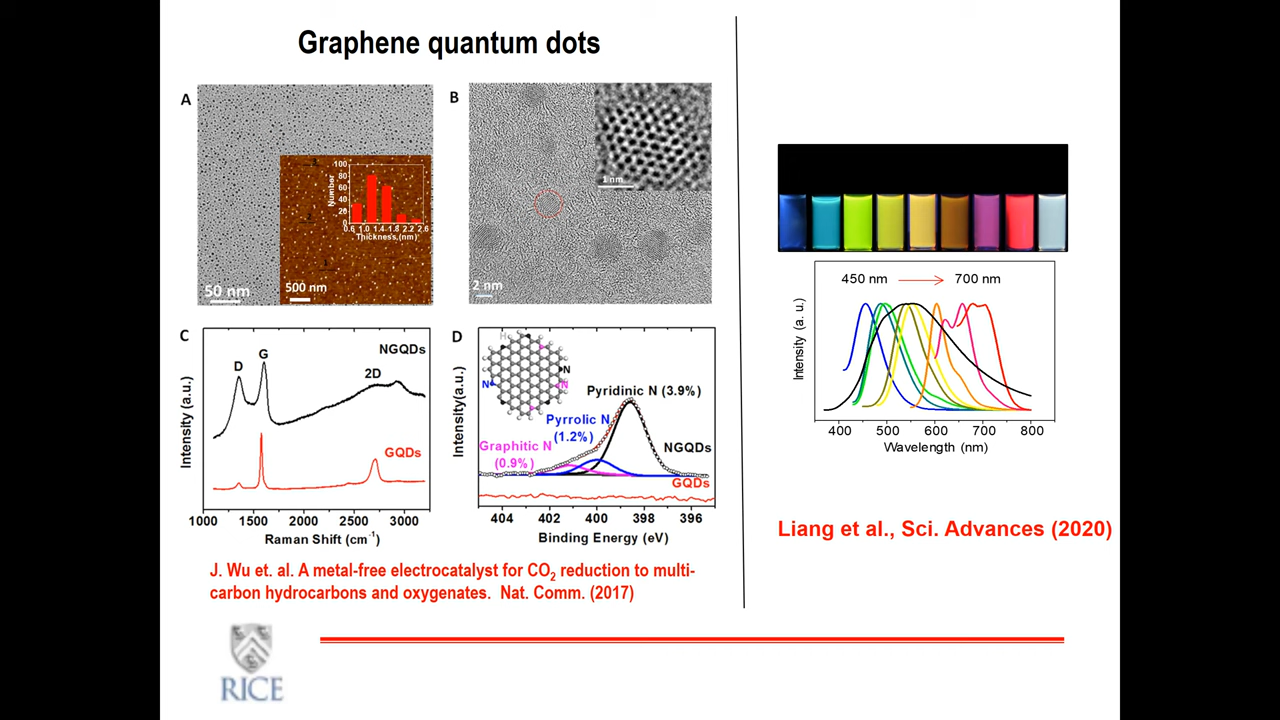 Graphene quantum dots
A
50 nm
500 nm
Number
100
80
60
40
20
0
0.6 1.0 1.4 1.8 2.2 2.6
Thickness (nm)
1
2
3
B
1 nm
2 nm
C
D
G
2D
NGQDs
GQDs
Intensity (a.u.)
1000 1500 2000 2500 3000
Raman Shift (cm-1)
D
H
N
N
N
Pyridinic N (3.9%)
Pyrrolic N
(1.2%)
Graphitic N
(0.9%)
NGQDs
GQDs
Intensity(a.u.)
404 402 400 398 396
Binding Energy (eV)
J. Wu et. al. A metal-free electrocatalyst for CO2 reduction to multi-
carbon hydrocarbons and oxygenates. Nat. Comm. (2017)
RICE
450 nm 700 nm
Intensity (a. u.)
400 500 600 700 800
Wavelength (nm)
Liang et al., Sci. Advances (2020)